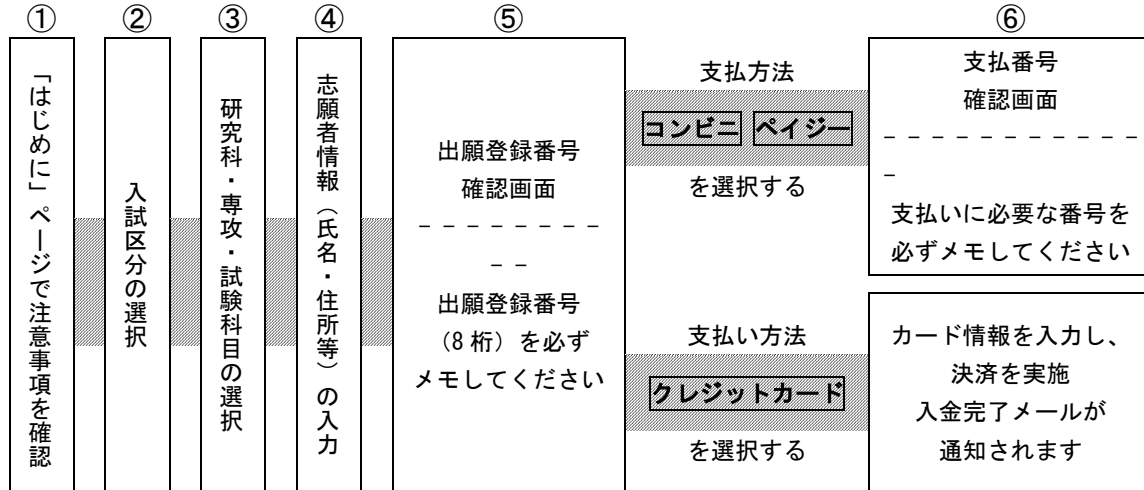 ①
「はじめに」ページで注意事項を確認
②
入試区分の選択
③
研究科・専攻・試験科目の選択
④
志願者情報（氏名・住所等）の入力
⑤
出願登録番号
確認画面
－－－－－－－－
－－
出願登録番号
（8 桁）を必ず
メモしてください
支払方法
コンビニ ペイジー
を選択する
支払い方法
クレジットカード
を選択する
⑥
支払番号
確認画面
－－－－－－－－－－－
－
支払いに必要な番号を
必ずメモしてください
カード情報を入力し、
決済を実施
入金完了メールが
通知されます